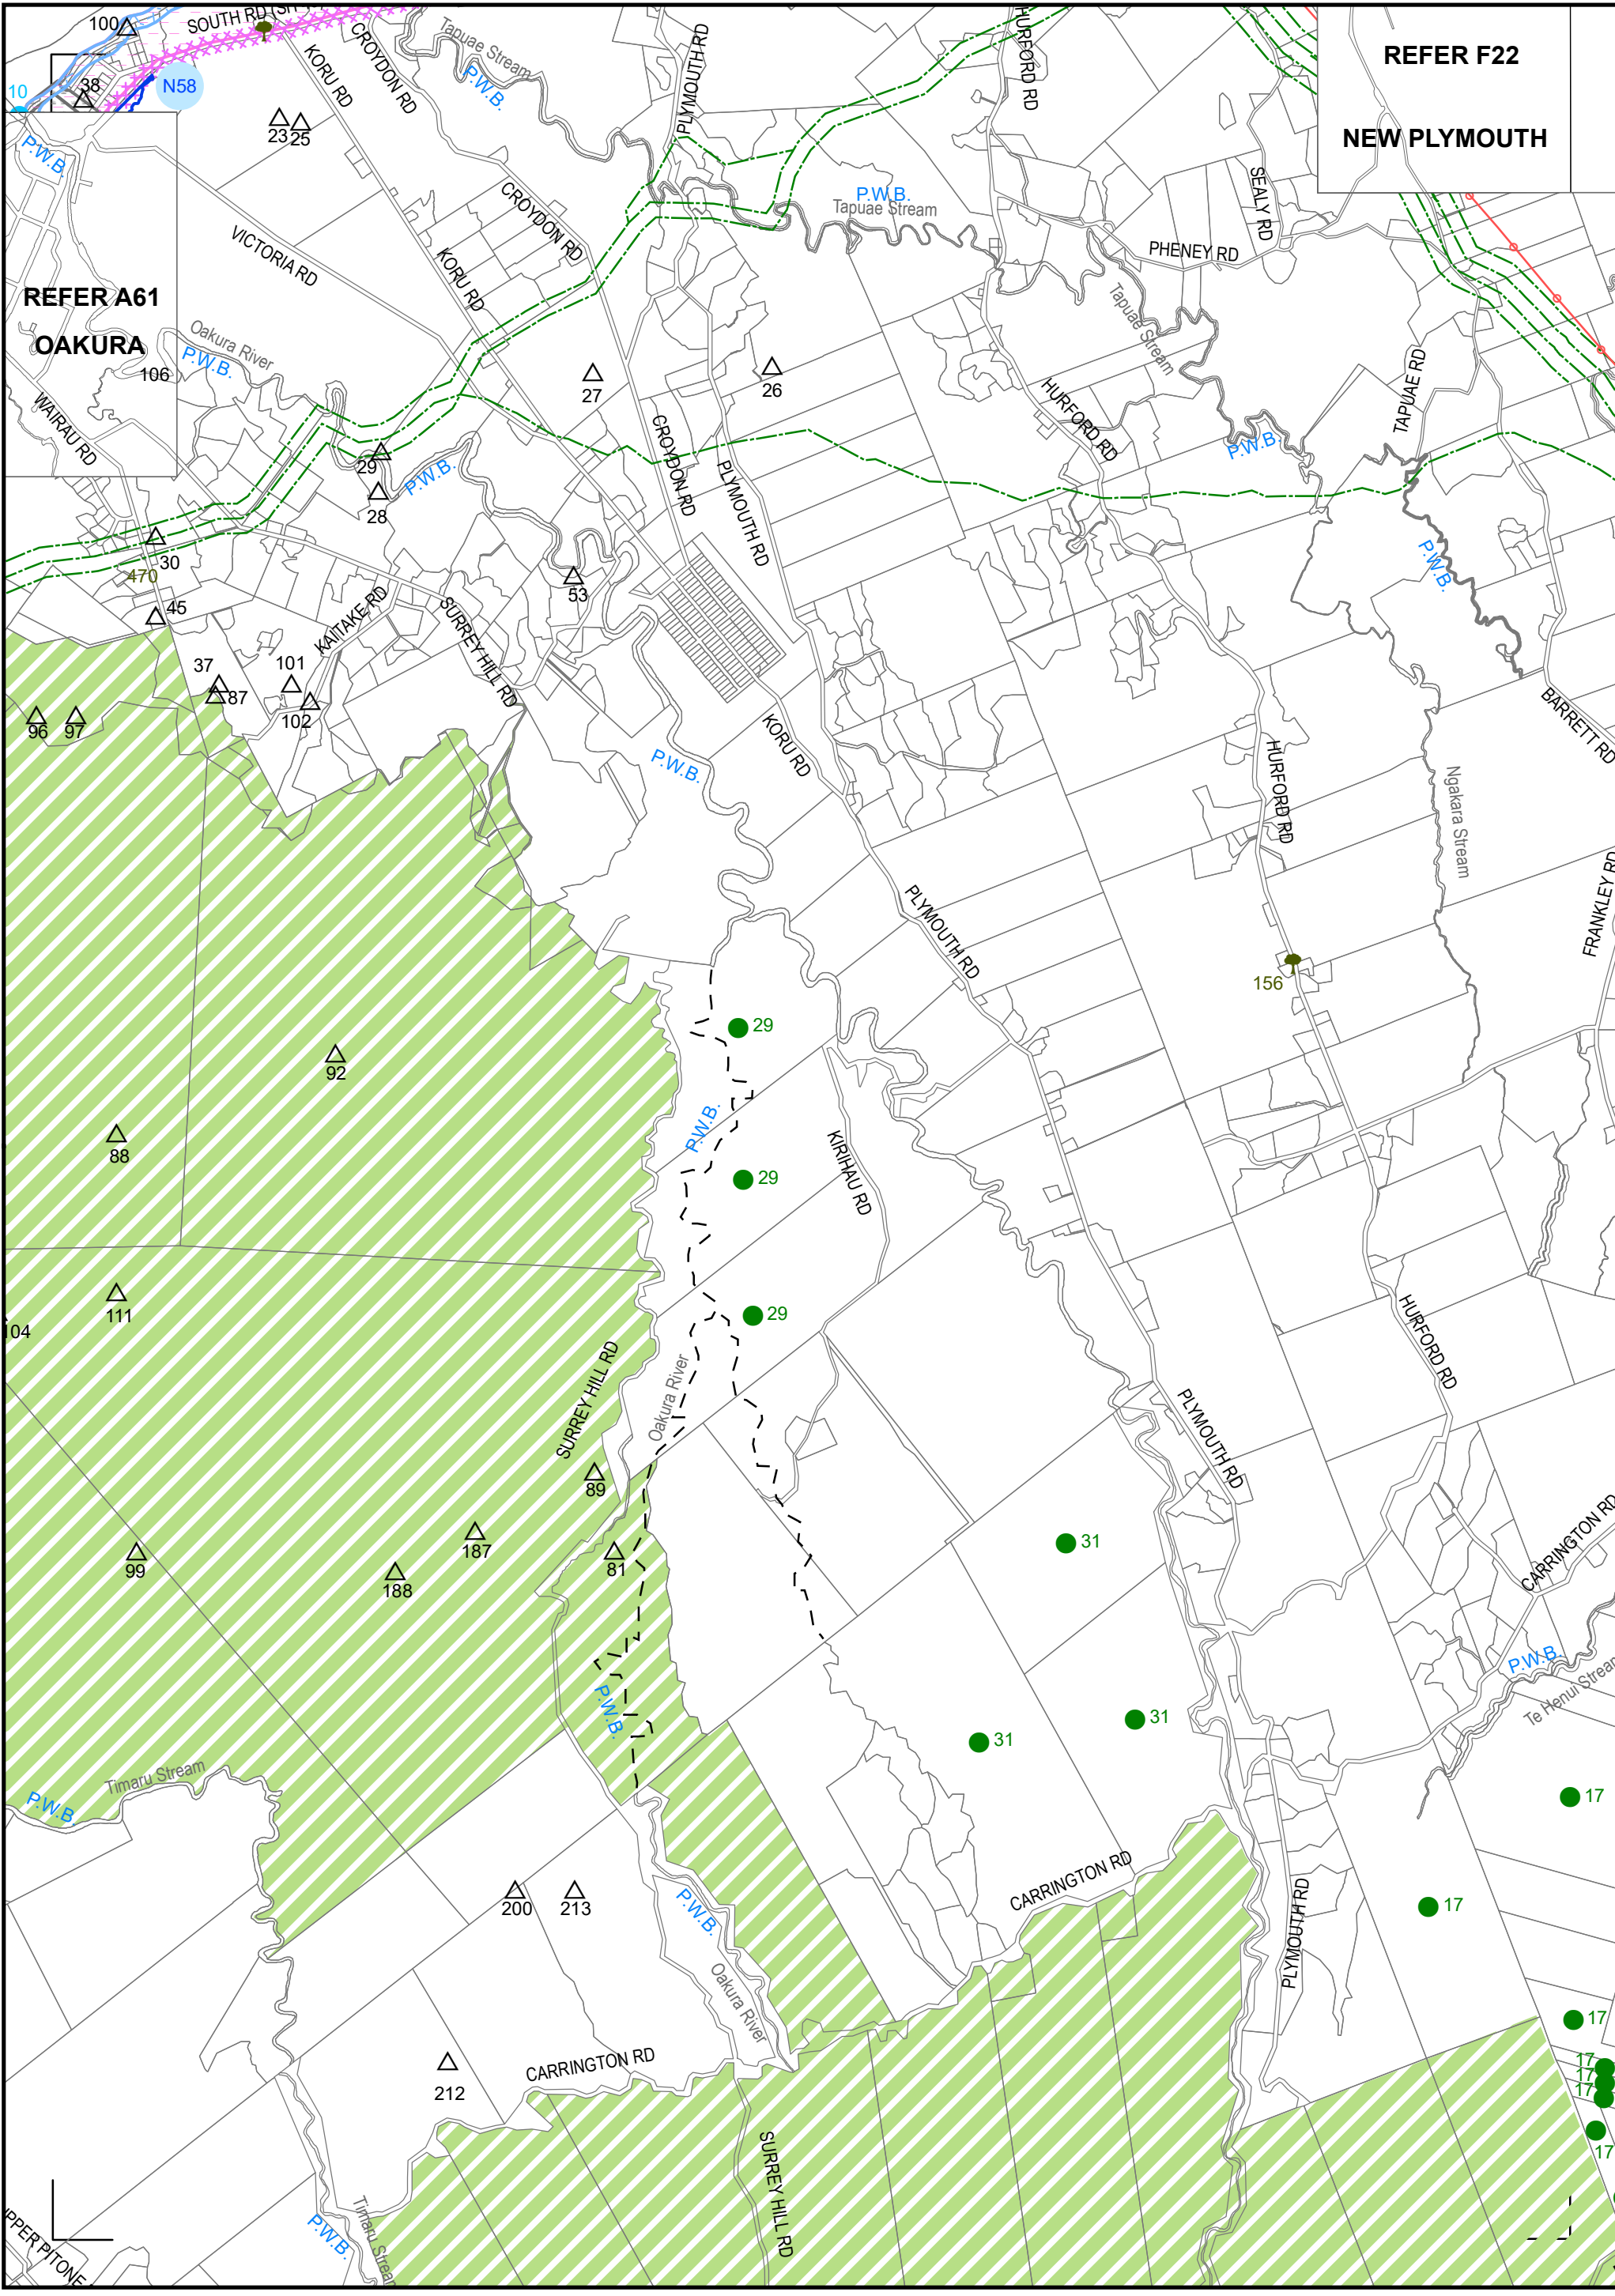 100
SOUTH RD (SH
KORU RD
CROYDON RD
Tapuae Stream
P.W.B.
PLYMOUTH RD
HURFORD RD
REFER F22
NEW PLYMOUTH
10
38
N58
23
25
P.W.B.
CROYDON RD
P.W.B.
Tapuae Stream
SEALY RD
PHENEY RD
VICTORIA RD
KORU RD
Tapuae Stream
REFER A61
OAKURA
Oakura River
P.W.B.
106
27
26
HURFORD RD
TAPUAE RD
WAIRAU RD
CROYDON RD
P.W.B.
29
P.W.B.
28
PLYMOUTH RD
30
470
45
53
P.W.B.
KAITAKE RD
SURREY HILL RD
37
87
101
102
96
97
KORU RD
P.W.B.
HURFORD RD
BARRETT RD
Ngakara Stream
PLYMOUTH RD
FRANKLEY RD
156
29
92
P.W.B.
88
29
KIRIHAU RD
111
104
29
HURFORD RD
SURREY HILL RD
Oakura River
PLYMOUTH RD
89
187
99
188
81
31
CARRINGTON RD
P.W.B.
Te Henui Stream
P.W.B.
31
31
Timaru Stream
P.W.B.
17
CARRINGTON RD
200
213
P.W.B.
17
PLYMOUTH RD
Oakura River
17
CARRINGTON RD
212
17
17
17
17
SURREY HILL RD
P.W.B.
Timaru Stream
UPPER PITONE